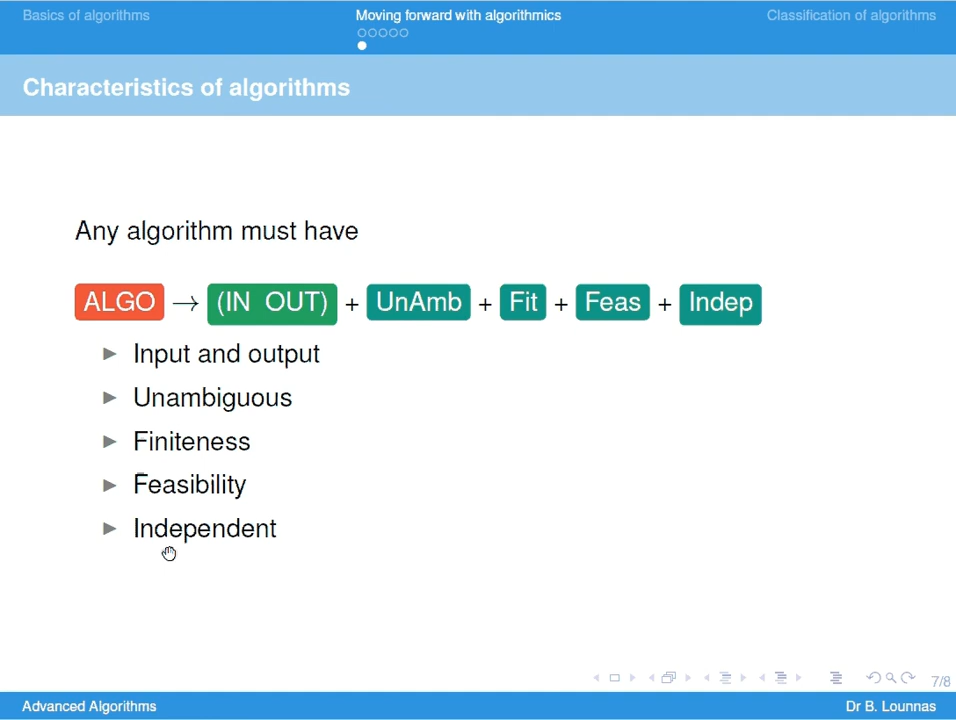 Basics of algorithms Moving forward with algorithmics Classification of algorithms
Characteristics of algorithms
Any algorithm must have
ALGO → (IN OUT) + UnAmb + Fit + Feas + Indep
▶ Input and output
▶ Unambiguous
▶ Finiteness
▶ Feasibility
▶ Independent
7/8
Advanced Algorithms Dr B. Lounnas